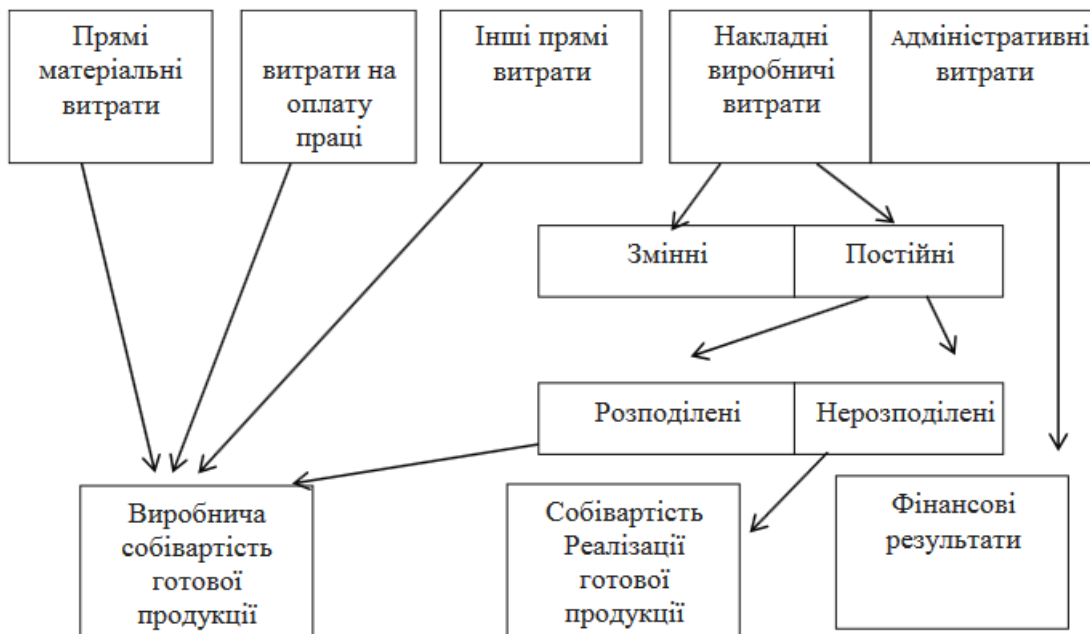 Прямі
матеріальні
витрати
витрати на
оплату
праці
Інші прямі
витрати
Накладні
виробничі
витрати
Адміністративні
витрати
Змінні
Постійні
Розподілені
Нерозподілені
Виробнича
собівартість
готової
продукції
Собівартість
Реалізації
готової
продукції
Фінансові
результати